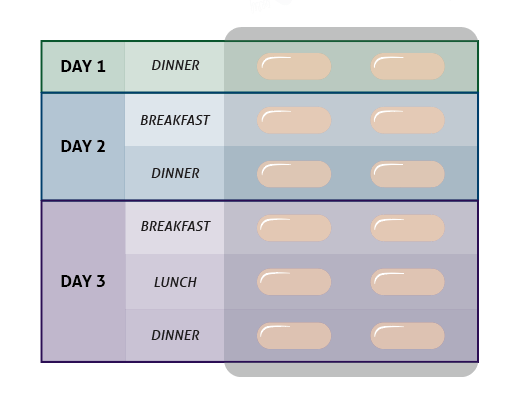 DAY 1
DINNER
DAY 2
BREAKFAST
DINNER
DAY 3
BREAKFAST
LUNCH
DINNER